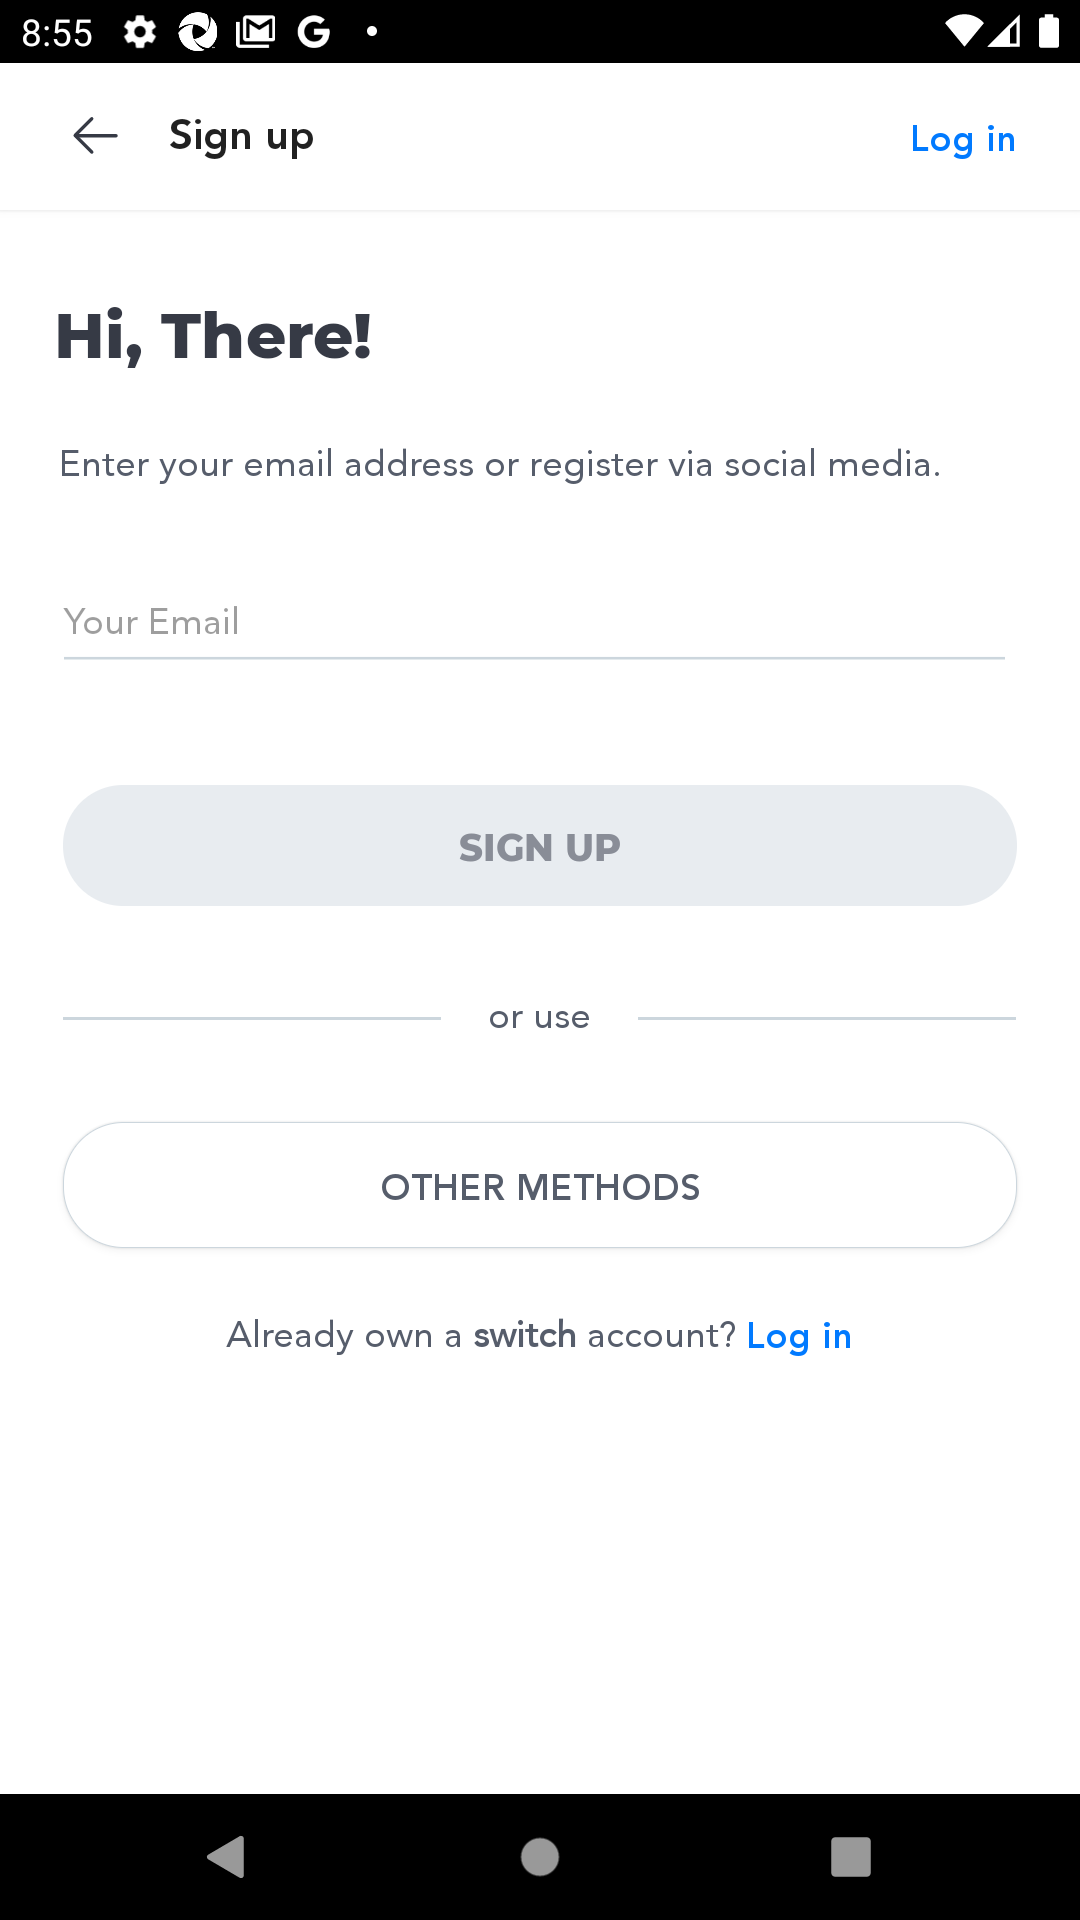 8:55
Sign up
Log in
Hi, There!
Enter your email address or register via social media.
Your Email
SIGN UP
or use
OTHER METHODS
Already own a switch account? Log in